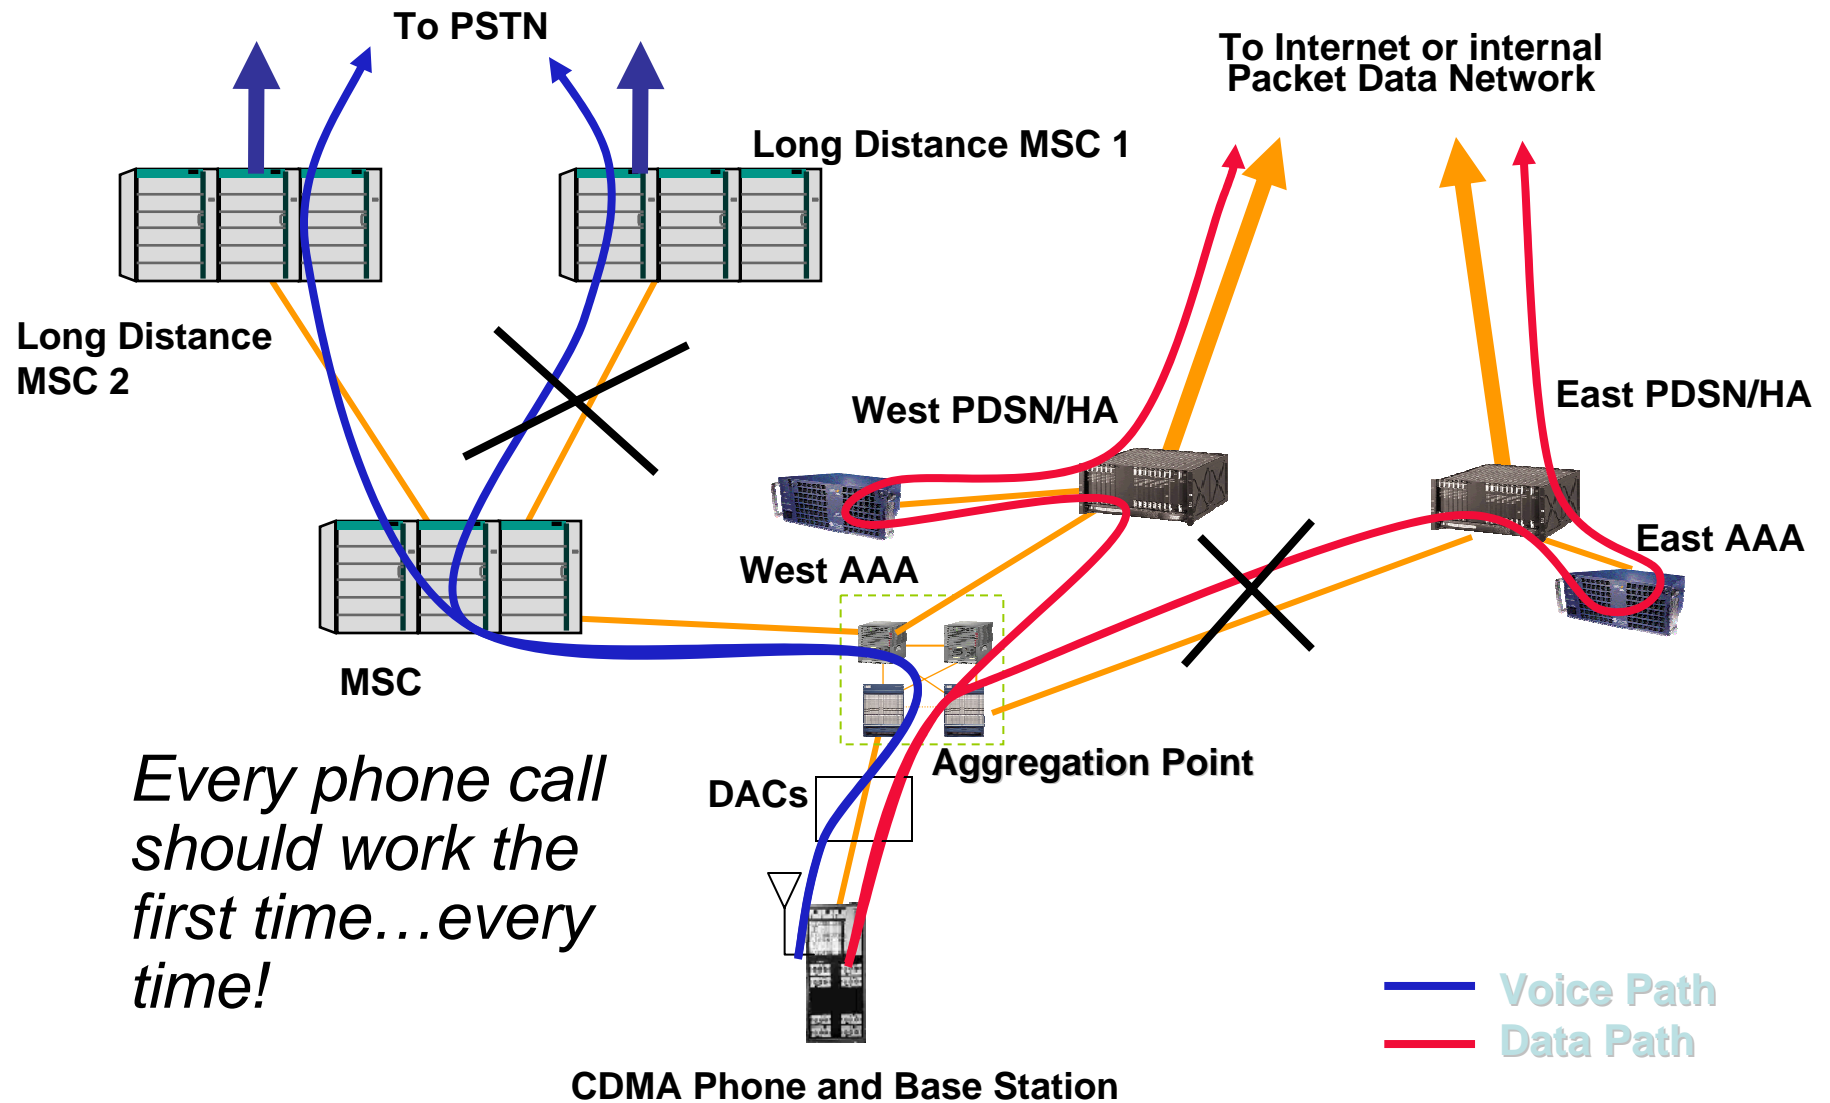 To PSTN
To Internet or internal
Packet Data Network
Long Distance MSC 1
Long Distance
MSC 2
West PDSN/HA
East PDSN/HA
West AAA
East AAA
MSC
Aggregation Point
DACs
Every phone call
should work the
first time…every
time!
Voice Path
Data Path
CDMA Phone and Base Station